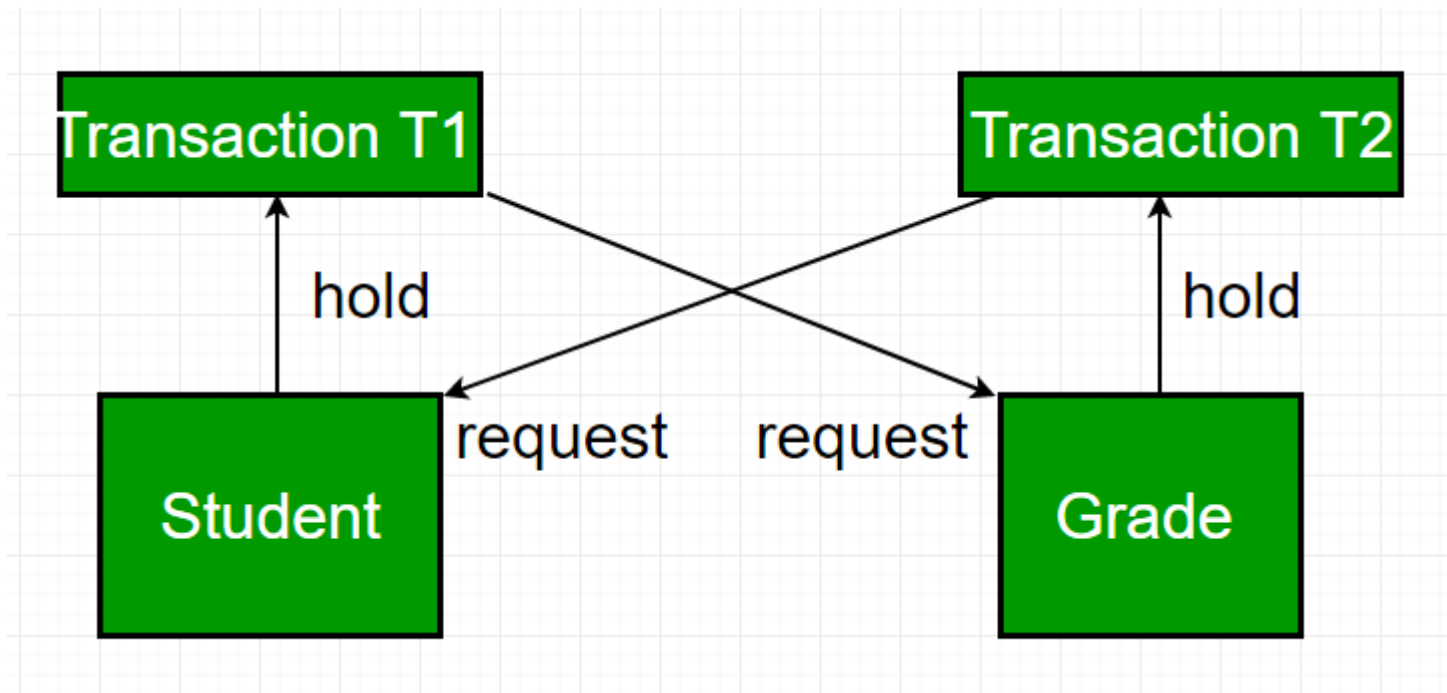 Transaction T1
Transaction T2
hold
hold
request
request
Student
Grade